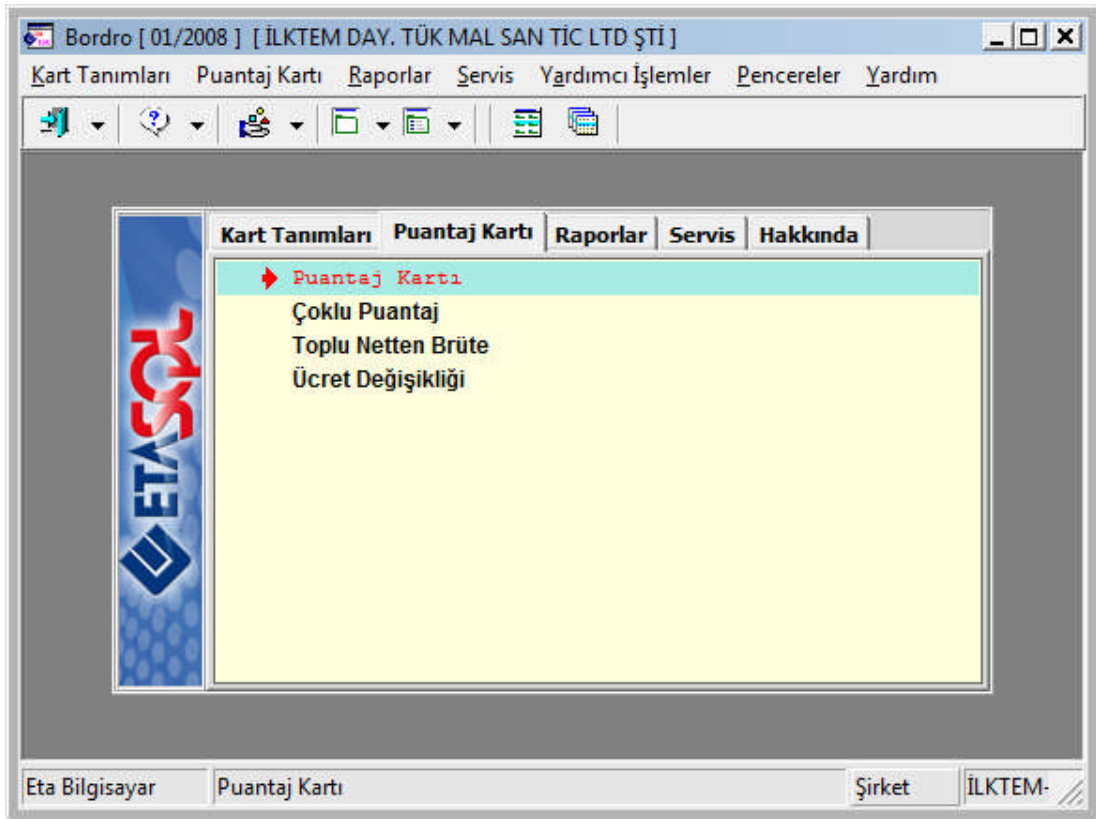 Bordro [ 01/2008 ] [ İLKTEM DAY. TÜK MAL SAN TİC LTD ŞTİ ]
Kart Tanımları Puantaj Kartı Raporlar Servis Yardımcı İşlemler Pencereler Yardım
Kart Tanımları Puantaj Kartı Raporlar Servis Hakkında
Puantaj Kartı
Çoklu Puantaj
Toplu Netten Brüte
Ücret Değişikliği
ETASQL
Eta Bilgisayar Puantaj Kartı Şirket İLKTEM-